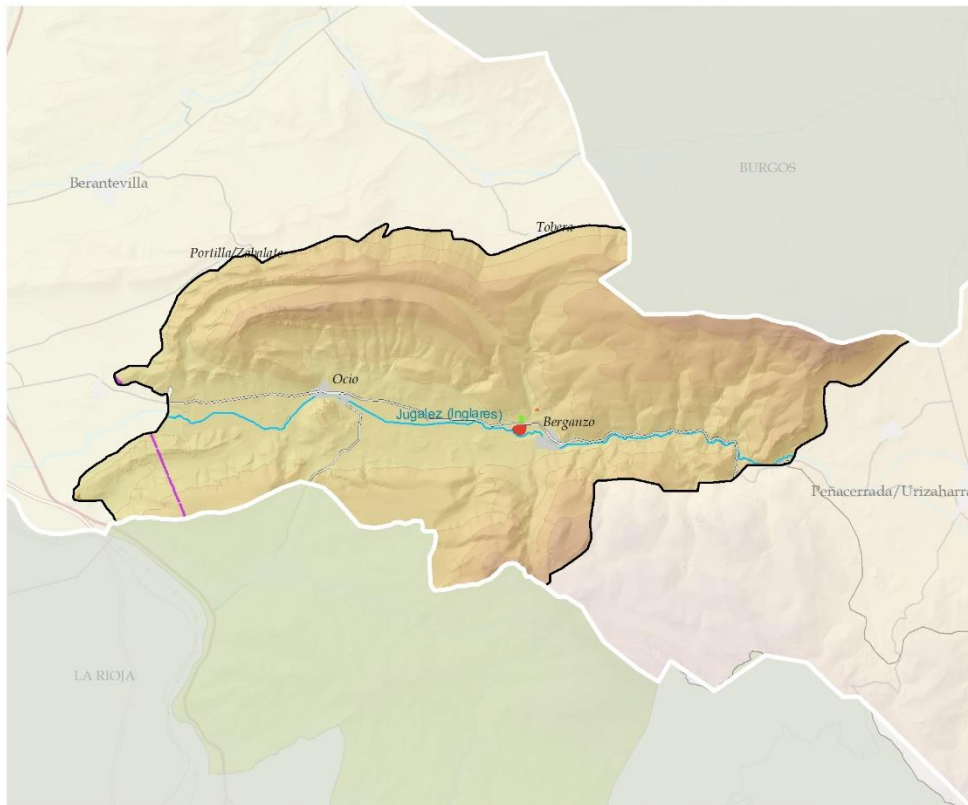 BURGOS
Berantevilla
Tobera
Portilla/Zabalate
Ocio
Jugalez (Inglares)
Berganzo
Peñacerrada/Urizaharra
LA RIOJA